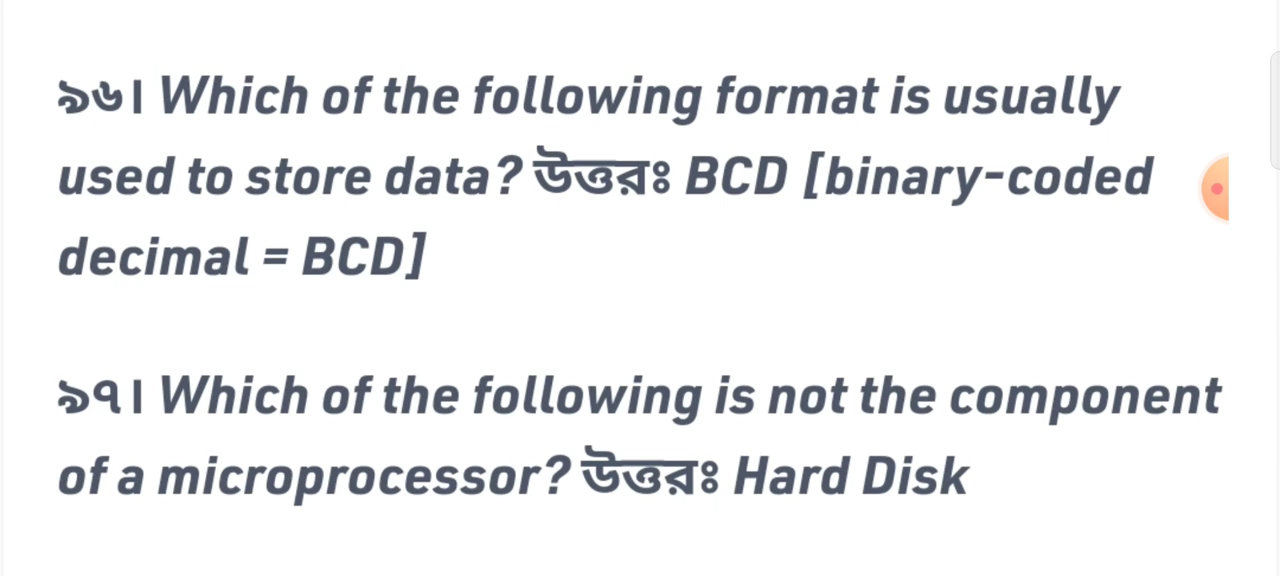 ৯৬। Which of the following format is usually
used to store data? উত্তরঃ BCD [binary-coded
decimal = BCD]
৯৭। Which of the following is not the component
of a microprocessor? উত্তরঃ Hard Disk